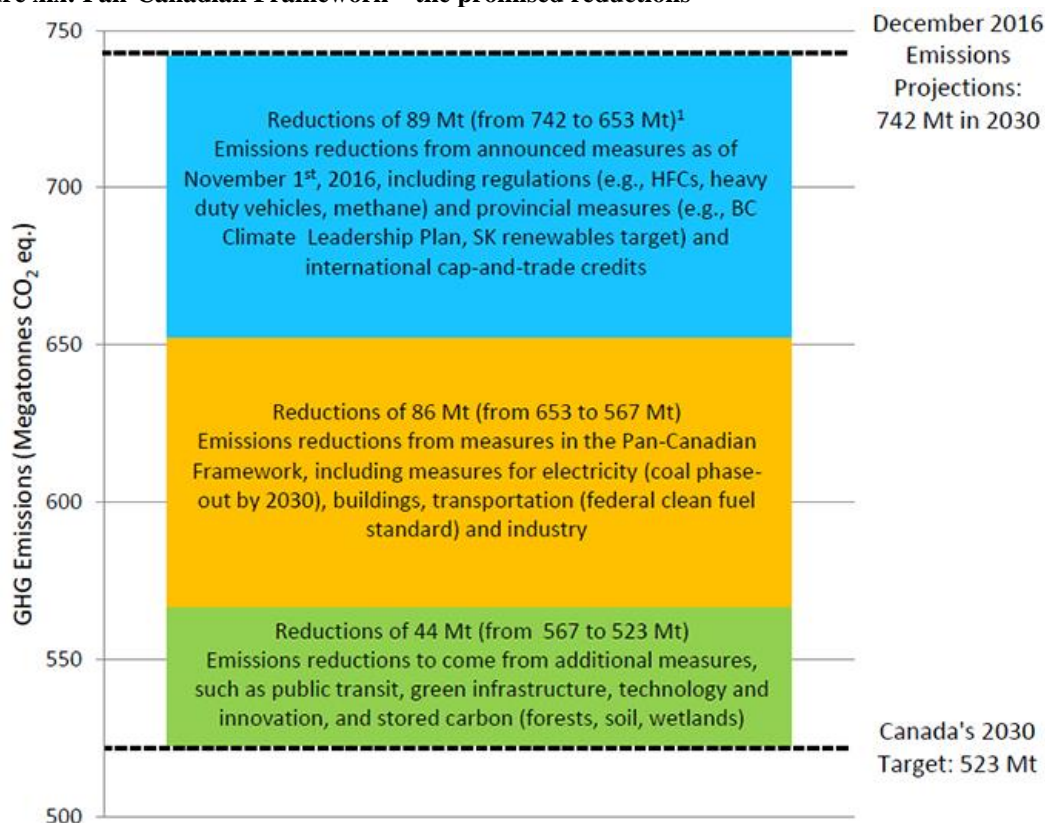 Pan-Canadian Framework – the promised reductions
750
700
650
600
550
500
GHG Emissions (Megatonnes CO₂ eq.)
December 2016
Emissions
Projections:
742 Mt in 2030
Reductions of 89 Mt (from 742 to 653 Mt)¹
Emissions reductions from announced measures as of
November 1ˢᵗ, 2016, including regulations (e.g., HFCs, heavy
duty vehicles, methane) and provincial measures (e.g., BC
Climate Leadership Plan, SK renewables target) and
international cap-and-trade credits
Reductions of 86 Mt (from 653 to 567 Mt)
Emissions reductions from measures in the Pan-Canadian
Framework, including measures for electricity (coal phase-
out by 2030), buildings, transportation (federal clean fuel
standard) and industry
Reductions of 44 Mt (from 567 to 523 Mt)
Emissions reductions to come from additional measures,
such as public transit, green infrastructure, technology and
innovation, and stored carbon (forests, soil, wetlands)
Canada's 2030
Target: 523 Mt